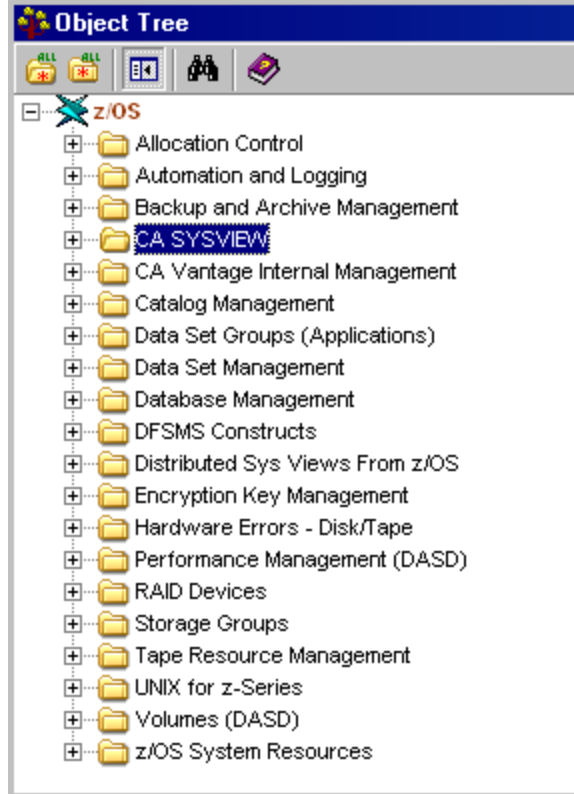 Object Tree
ALL ALL
z/OS
Allocation Control
Automation and Logging
Backup and Archive Management
CA SYSVIEW
CA Vantage Internal Management
Catalog Management
Data Set Groups (Applications)
Data Set Management
Database Management
DFSMS Constructs
Distributed Sys Views From z/OS
Encryption Key Management
Hardware Errors - Disk/Tape
Performance Management (DASD)
RAID Devices
Storage Groups
Tape Resource Management
UNIX for z-Series
Volumes (DASD)
z/OS System Resources